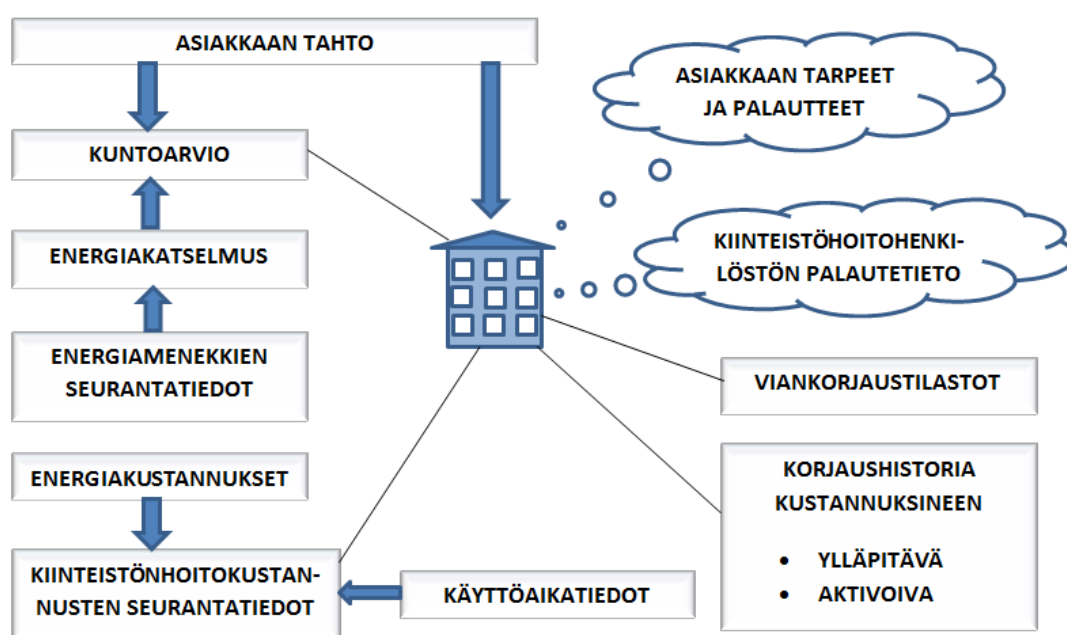 ASIAKKAAN TAHTO
ASIAKKAAN TARPEET
JA PALAUTTEET
KUNTOARVIO
ENERGIAKATSELMUS
KIINTEISTÖHOITOHENKI-
LÖSTÖN PALAUTETIETO
ENERGIAMENEKKIEN
SEURANTATIEDOT
VIANKORJAUSTILASTOT
ENERGIAKUSTANNUKSET
KORJAUSHISTORIA
KUSTANNUKSINEEN
• YLLÄPITÄVÄ
• AKTIVOIVA
KIINTEISTÖNHOITOKUSTAN-
NUSTEN SEURANTATIEDOT
KÄYTTÖAIKATIEDOT